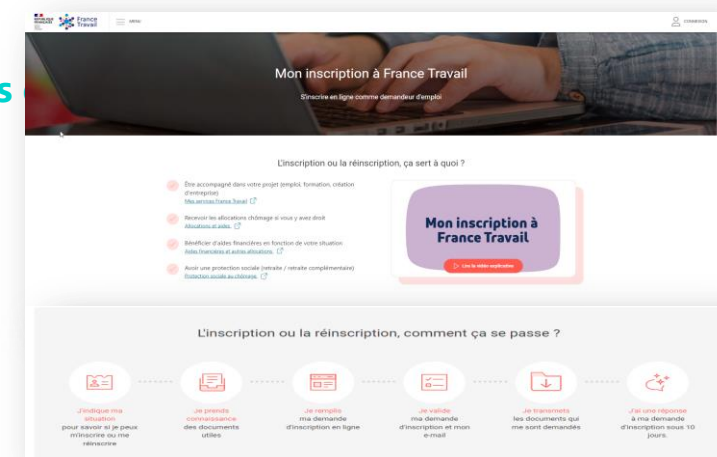 RÉPUBLIQUE
FRANÇAISE
France
Travail
MENU
CONNEXION
Mon inscription à France Travail
S'inscrire en ligne comme demandeur d'emploi
s
L'inscription ou la réinscription, ça sert à quoi ?
Être accompagné dans votre projet (emploi, formation, création
d'entreprise)
Mes services France Travail
Recevoir les allocations chômage si vous y avez droit
Allocations et aides
Bénéficier d'aides financières en fonction de votre situation
Aides financières et autres allocations
Avoir une protection sociale (retraite / retraite complémentaire)
Protection sociale au chômage
Mon inscription à
France Travail
Lire la vidéo explicative
L'inscription ou la réinscription, comment ça se passe ?
J'indique ma
situation
pour savoir si je peux
m'inscrire ou me
réinscrire
Je prends
connaissance
des documents
utiles
Je remplis
ma demande
d'inscription en ligne
Je valide
ma demande
d'inscription et mon
e-mail
Je transmets
les documents qui
me sont demandés
J'ai une réponse
à ma demande
d'inscription sous 10
jours.